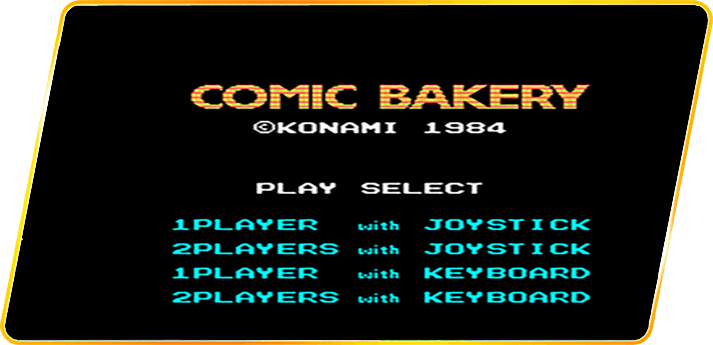 COMIC BAKERY
©KONAMI 1984
PLAY SELECT
1PLAYER with JOYSTICK
2PLAYERS with JOYSTICK
1PLAYER with KEYBOARD
2PLAYERS with KEYBOARD